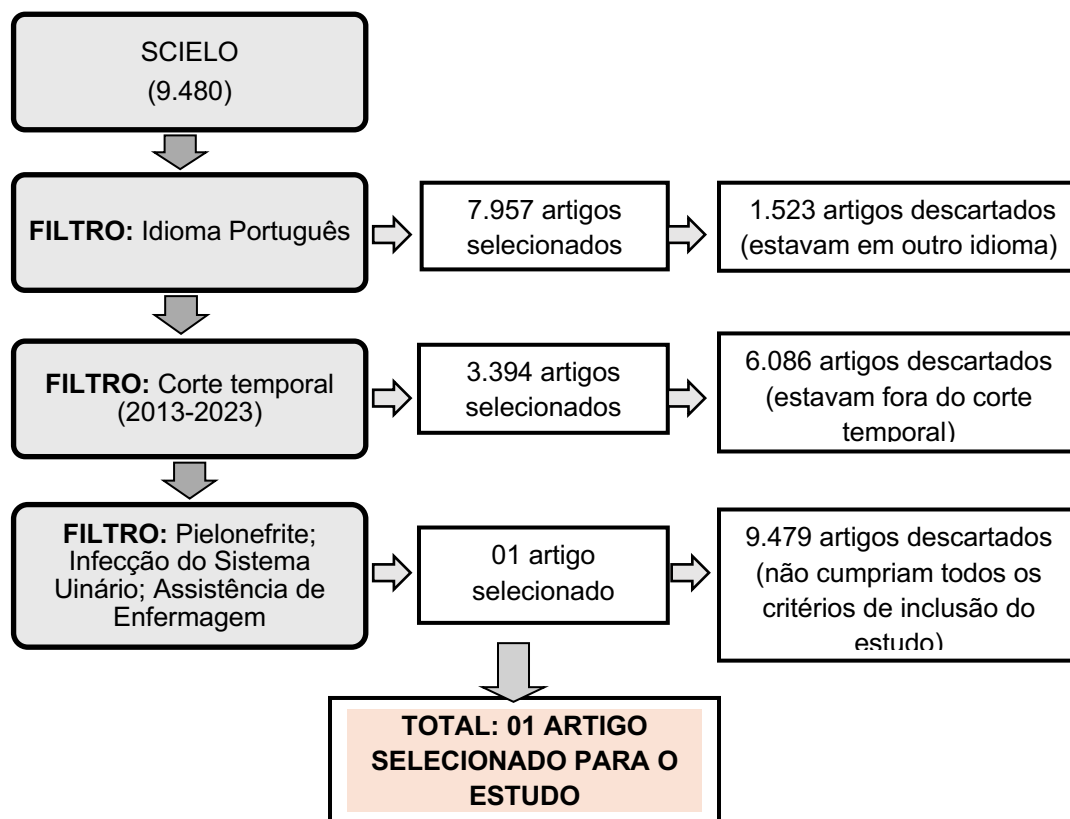 SCIELO
(9.480)
FILTRO: Idioma Português
7.957 artigos
selecionados
1.523 artigos descartados
(estavam em outro idioma)
FILTRO: Corte temporal
(2013-2023)
3.394 artigos
selecionados
6.086 artigos descartados
(estavam fora do corte
temporal)
FILTRO: Pielonefrite;
Infecção do Sistema
Uinário; Assistência de
Enfermagem
01 artigo
selecionado
9.479 artigos descartados
(não cumpriam todos os
critérios de inclusão do
estudo)
TOTAL: 01 ARTIGO
SELECIONADO PARA O
ESTUDO